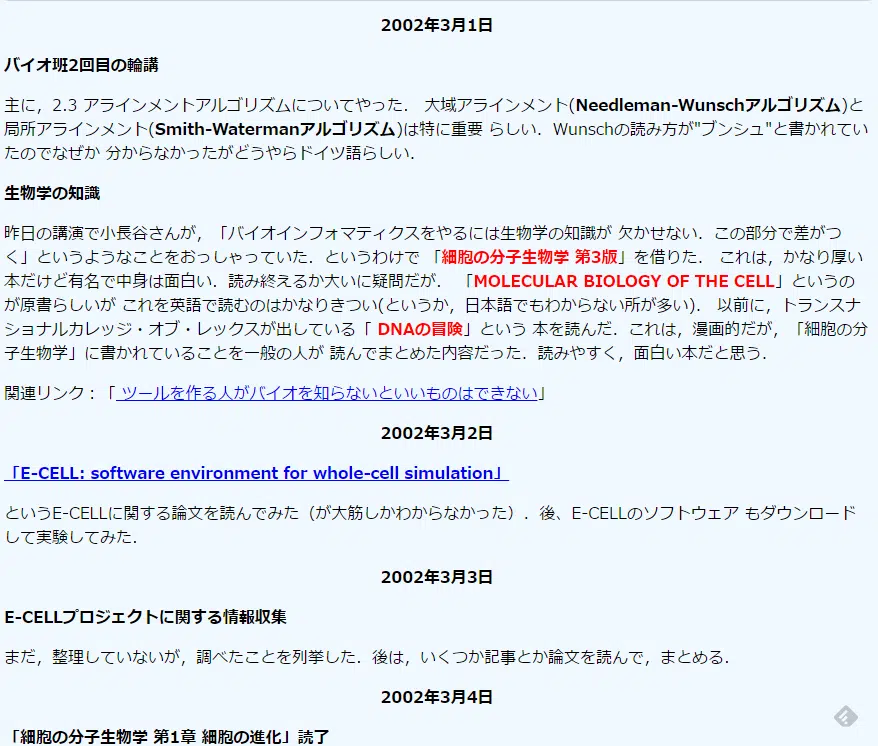 2002年3月1日
バイオ班2回目の輪講
主に，2.3 アラインメントアルゴリズムについてやった． 大域アラインメント(Needleman-Wunschアルゴリズム)と
局所アラインメント(Smith-Watermanアルゴリズム)は特に重要 らしい．Wunschの読み方が"ブンシュ"と書かれてい
たのでなぜか 分からなかったがどうやらドイツ語らしい．
生物学の知識
昨日の講演で小長谷さんが，「バイオインフォマティクスをやるには生物学の知識が 欠かせない．この部分で差がつ
く」というようなことをおっしゃっていた．というわけで 「細胞の分子生物学 第3版」を借りた． これは，かなり厚い
本だけど有名で中身は面白い．読み終えるか大いに疑問だが． 「MOLECULAR BIOLOGY OF THE CELL」というの
が原書らしいが これを英語で読むのはかなりきつい(というか，日本語でもわからない所が多い)． 以前に，トランスナ
ショナルカレッジ・オブ・レックスが出している「 DNAの冒険」という 本を読んだ．これは，漫画的だが，「細胞の分
子生物学」に書かれていることを一般の人が 読んでまとめた内容だった．読みやすく，面白い本だと思う．
関連リンク：「 ツールを作る人がバイオを知らないといいものはできない」
2002年3月2日
「E-CELL: software environment for whole-cell simulation」
というE-CELLに関する論文を読んでみた（が大筋しかわからなかった）．後、E-CELLのソフトウェア もダウンロード
して実験してみた．
2002年3月3日
E-CELLプロジェクトに関する情報収集
まだ，整理していないが，調べたことを列挙した．後は，いくつか記事とか論文を読んで，まとめる．
2002年3月4日
「細胞の分子生物学 第1章 細胞の進化」読了